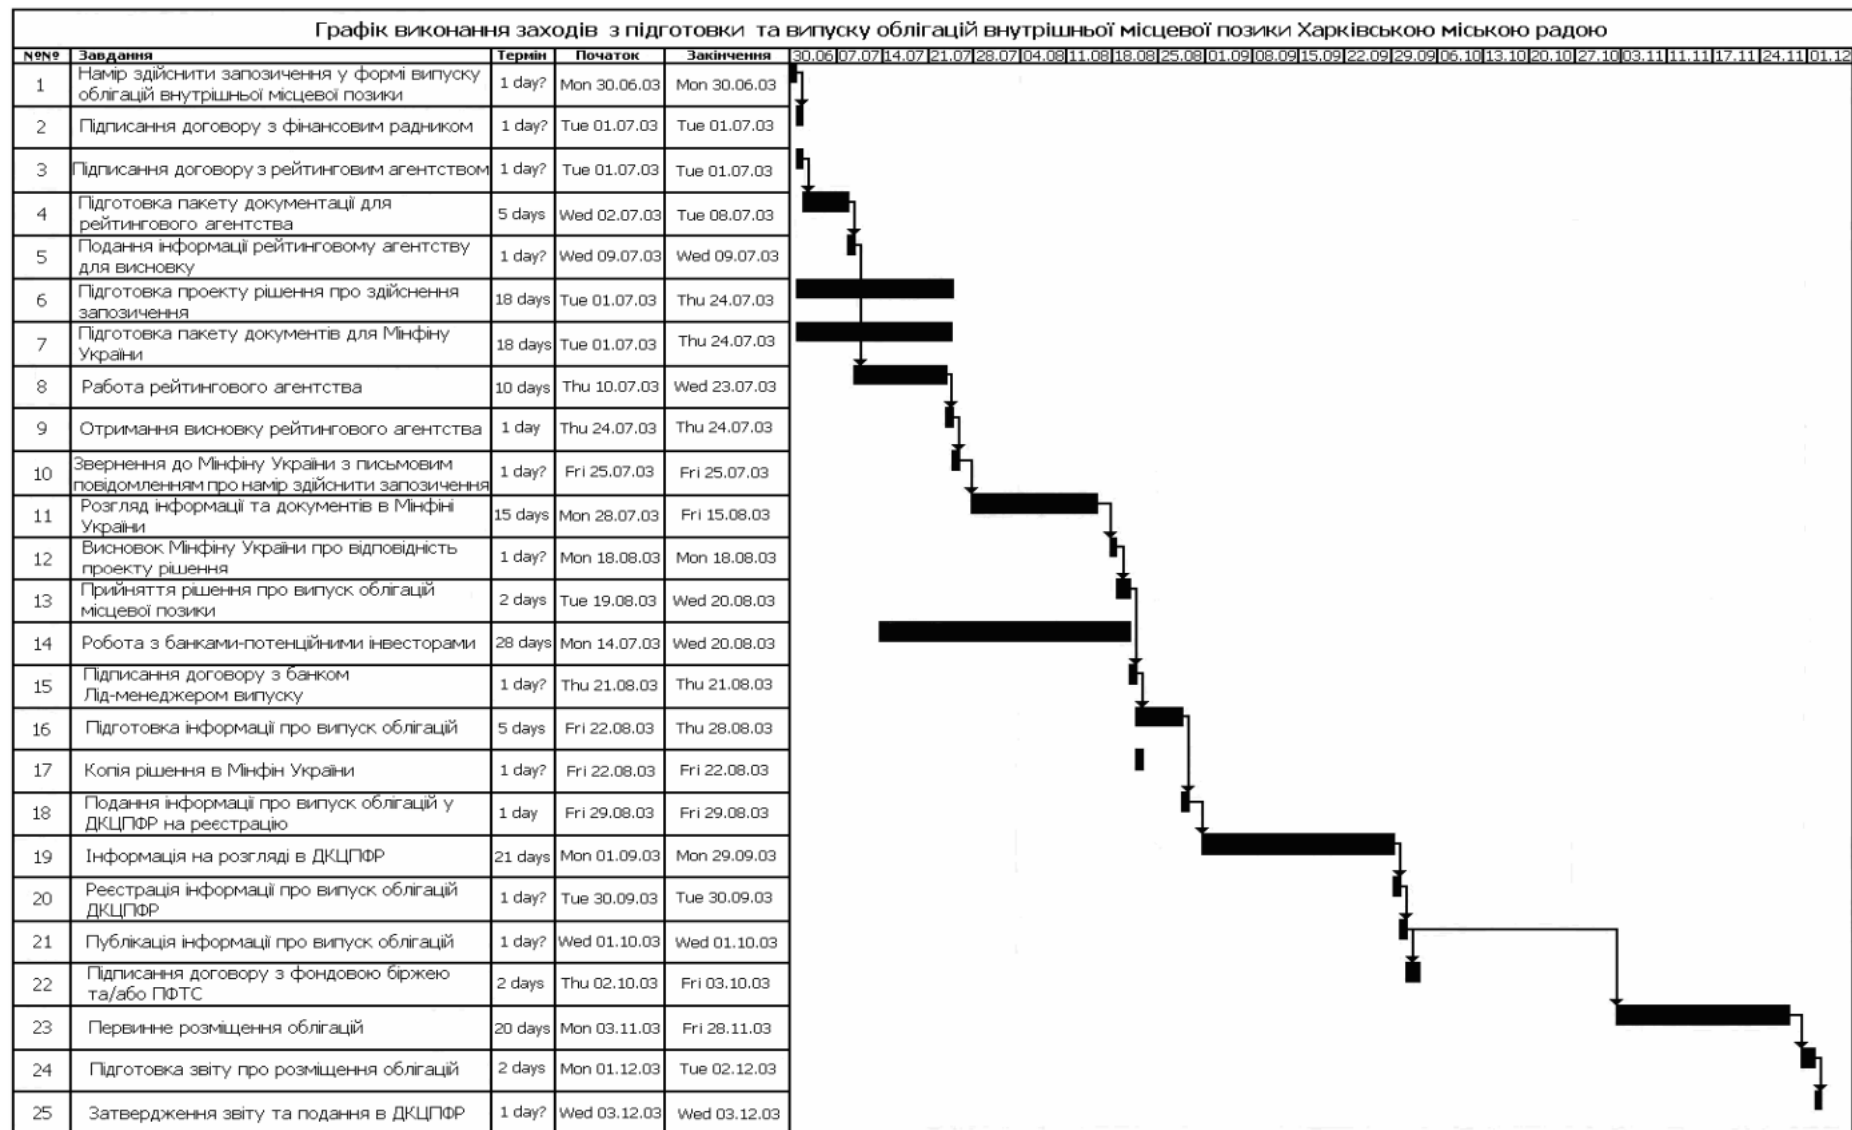 Графік виконання заходів з підготовки та випуску облігацій внутрішньої місцевої позики Харківською міською радою
№№ Завдання Термін Початок Закінчення 30.06 07.07 14.07 21.07 28.07 04.08 11.08 18.08 25.08 01.09 08.09 15.09 22.09 29.09 06.10 13.10 20.10 27.10 03.11 11.11 17.11 24.11 01.12
1 Намір здійснити запозичення у формі випуску
облігацій внутрішньої місцевої позики 1 day? Mon 30.06.03 Mon 30.06.03
2 Підписання договору з фінансовим радником 1 day? Tue 01.07.03 Tue 01.07.03
3 Підписання договору з рейтинговим агентством 1 day? Tue 01.07.03 Tue 01.07.03
4 Підготовка пакету документації для
рейтингового агентства 5 days Wed 02.07.03 Tue 08.07.03
5 Подання інформації рейтинговому агентству
для висновку 1 day? Wed 09.07.03 Wed 09.07.03
6 Підготовка проекту рішення про здійснення
запозичення 18 days Tue 01.07.03 Thu 24.07.03
7 Підготовка пакету документів для Мінфіну
України 18 days Tue 01.07.03 Thu 24.07.03
8 Работа рейтингового агентства 10 days Thu 10.07.03 Wed 23.07.03
9 Отримання висновку рейтингового агентства 1 day Thu 24.07.03 Thu 24.07.03
10 Звернення до Мінфіну України з письмовим
повідомленням про намір здійснити запозичення 1 day? Fri 25.07.03 Fri 25.07.03
11 Розгляд інформації та документів в Мінфіні
України 15 days Mon 28.07.03 Fri 15.08.03
12 Висновок Мінфіну України про відповідність
проекту рішення 1 day? Mon 18.08.03 Mon 18.08.03
13 Прийняття рішення про випуск облігацій
місцевої позики 2 days Tue 19.08.03 Wed 20.08.03
14 Робота з банками-потенційними інвесторами 28 days Mon 14.07.03 Wed 20.08.03
15 Підписання договору з банком
Лід-менеджером випуску 1 day? Thu 21.08.03 Thu 21.08.03
16 Підготовка інформації про випуск облігацій 5 days Fri 22.08.03 Thu 28.08.03
17 Копія рішення в Мінфін України 1 day? Fri 22.08.03 Fri 22.08.03
18 Подання інформації про випуск облігацій у
ДКЦПФР на реєстрацію 1 day Fri 29.08.03 Fri 29.08.03
19 Інформація на розгляді в ДКЦПФР 21 days Mon 01.09.03 Mon 29.09.03
20 Реєстрація інформації про випуск облігацій
ДКЦПФР 1 day? Tue 30.09.03 Tue 30.09.03
21 Публікація інформації про випуск облігацій 1 day? Wed 01.10.03 Wed 01.10.03
22 Підписання договору з фондовою біржею
та/або ПФТС 2 days Thu 02.10.03 Fri 03.10.03
23 Первинне розміщення облігацій 20 days Mon 03.11.03 Fri 28.11.03
24 Підготовка звіту про розміщення облігацій 2 days Mon 01.12.03 Tue 02.12.03
25 Затвердження звіту та подання в ДКЦПФР 1 day? Wed 03.12.03 Wed 03.12.03